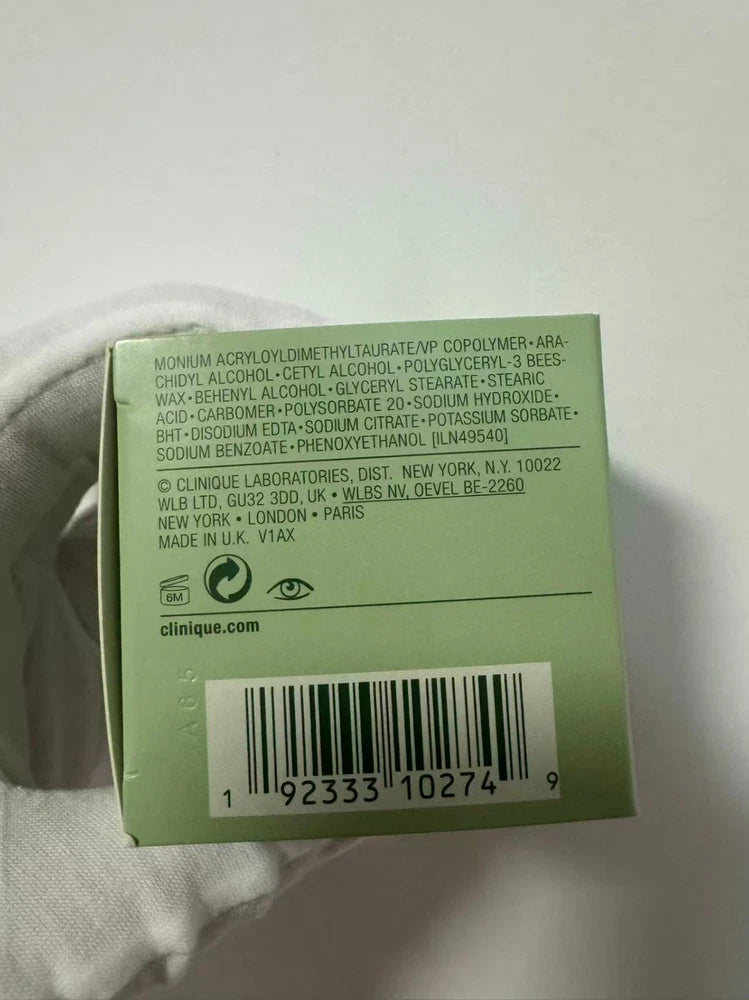 MONIUM ACRYLOYLDIMETHYLTAURATE/VP COPOLYMER • ARA-
CHIDYL ALCOHOL • CETYL ALCOHOL • POLYGLYCERYL-3 BEES-
WAX • BEHENYL ALCOHOL • GLYCERYL STEARATE • STEARIC
ACID • CARBOMER • POLYSORBATE 20 • SODIUM HYDROXIDE •
BHT • DISODIUM EDTA • SODIUM CITRATE • POTASSIUM SORBATE •
SODIUM BENZOATE • PHENOXYETHANOL [ILN49540]
© CLINIQUE LABORATORIES, DIST. NEW YORK, N.Y. 10022
WLB LTD, GU32 3DD, UK • WLBS NV, OEVEL BE-2260
NEW YORK • LONDON • PARIS
MADE IN U.K. V1AX
6M
clinique.com
A65
1 92333 10274 9